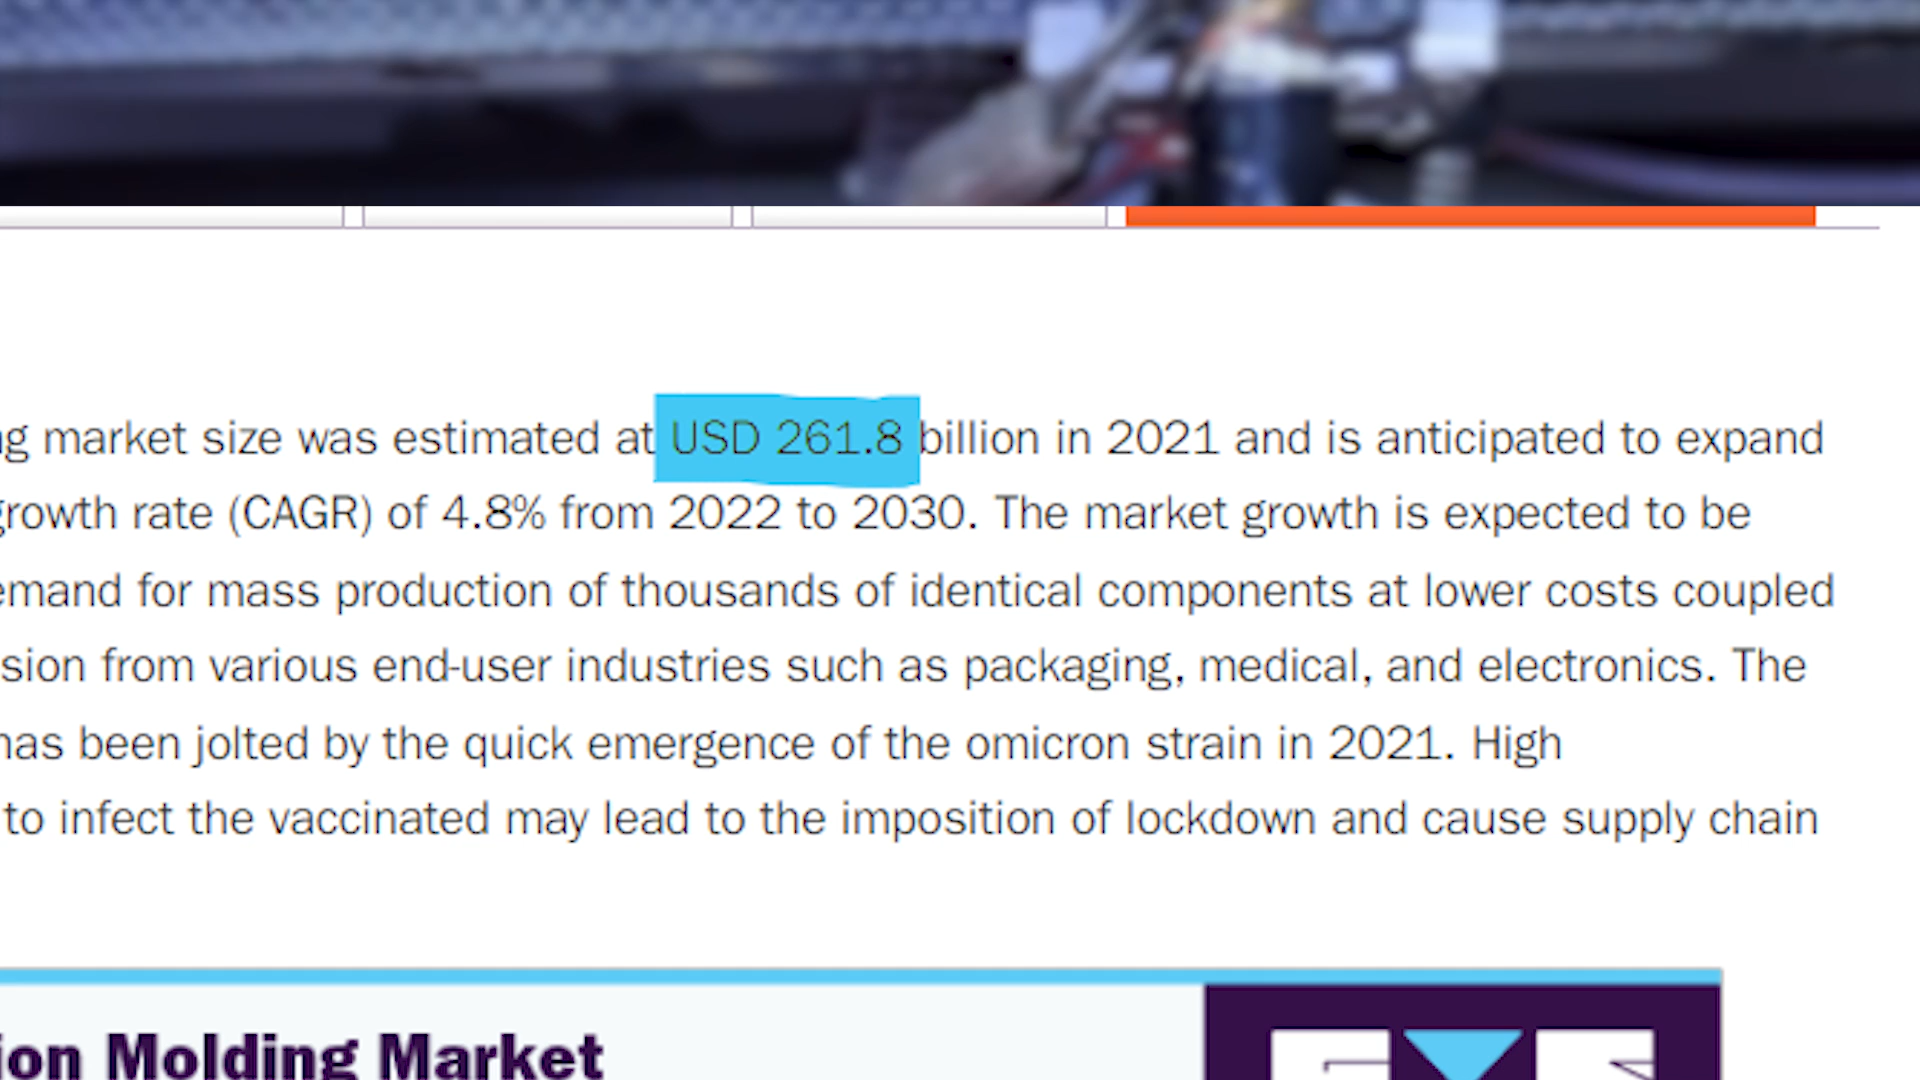 ng market size was estimated at USD 261.8 billion in 2021 and is anticipated to expand
growth rate (CAGR) of 4.8% from 2022 to 2030. The market growth is expected to be
emand for mass production of thousands of identical components at lower costs coupled
sion from various end-user industries such as packaging, medical, and electronics. The
has been jolted by the quick emergence of the omicron strain in 2021. High
to infect the vaccinated may lead to the imposition of lockdown and cause supply chain
ion Molding Market